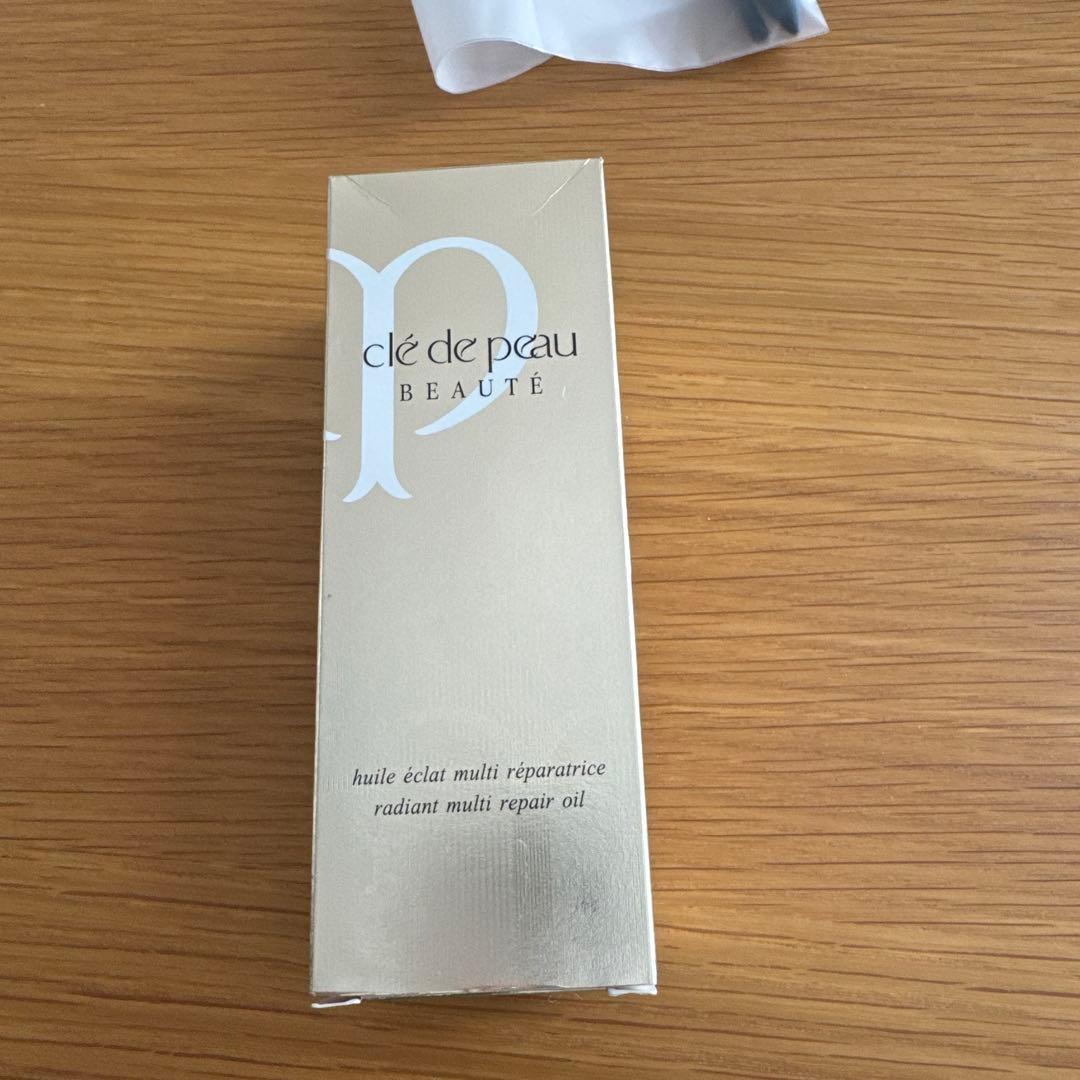 clé de peau
BEAUTÉ
huile éclat multi réparatrice
radiant multi repair oil